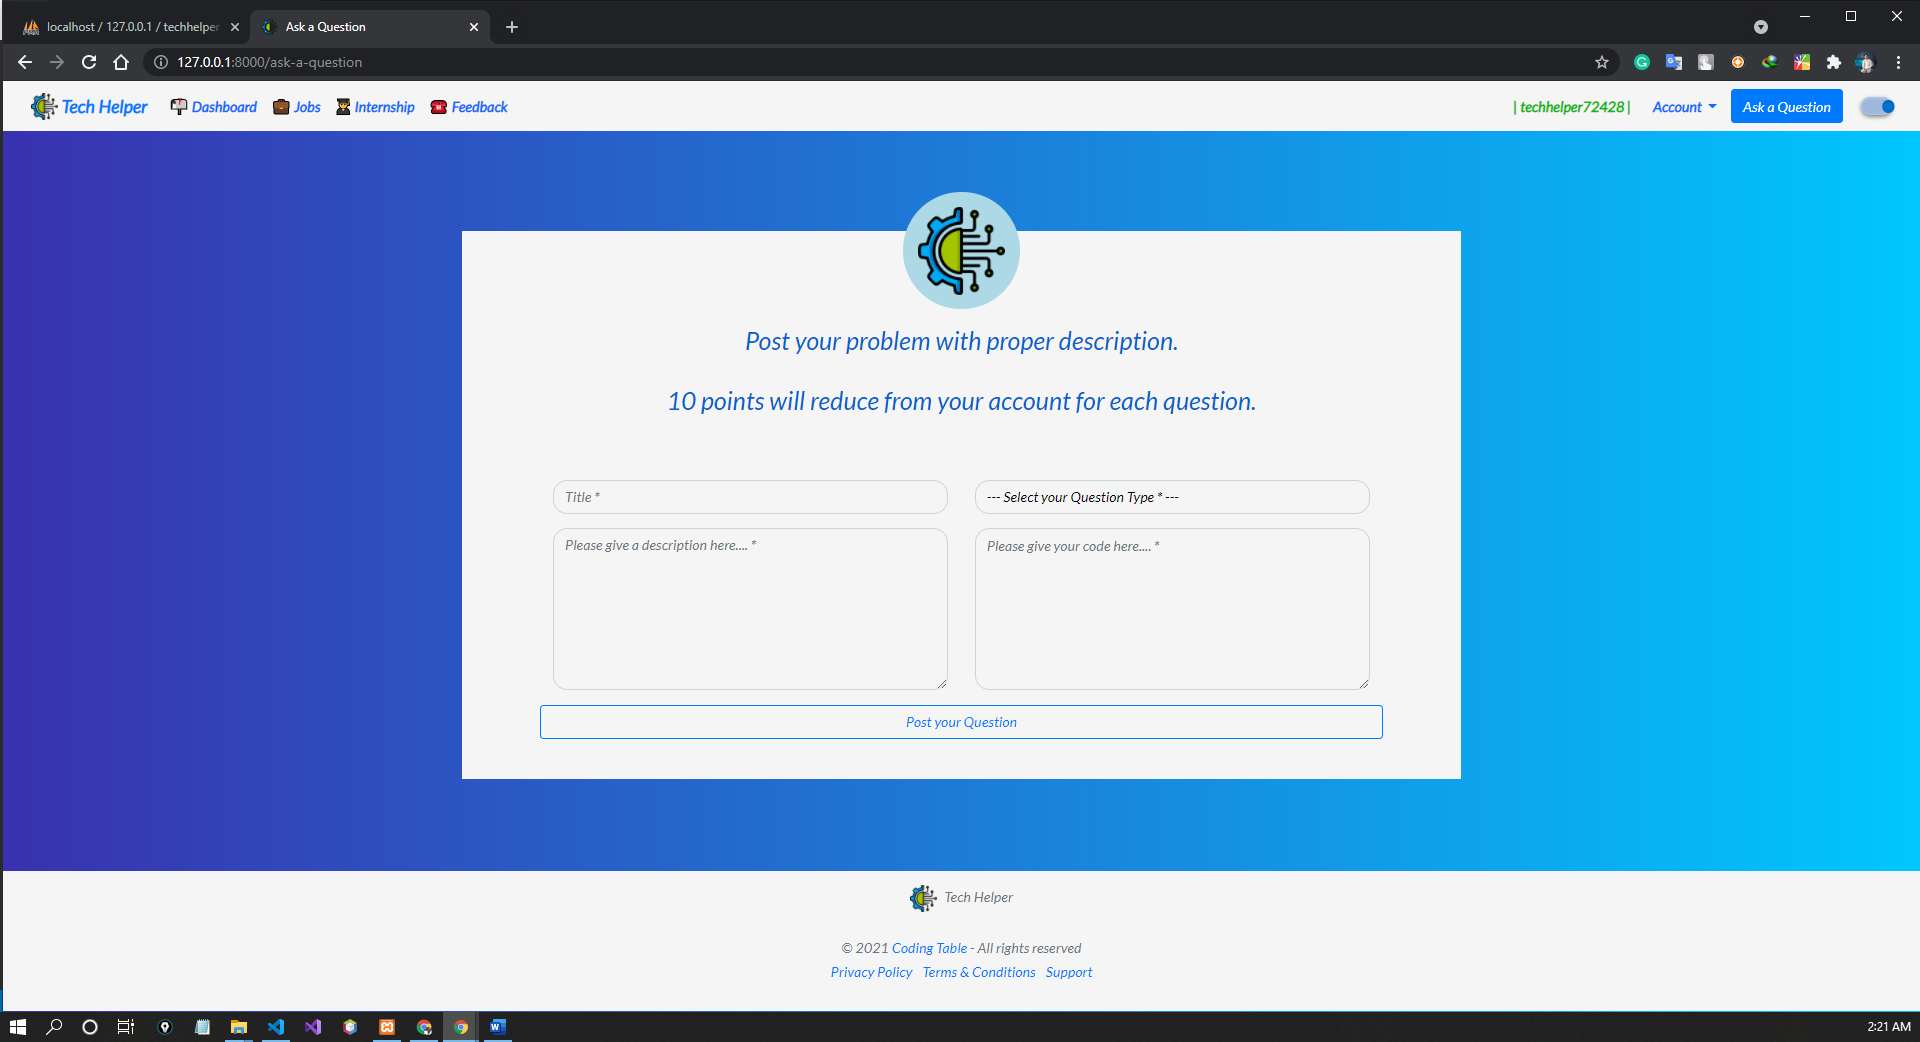 localhost / 127.0.0.1 / techhelper
Ask a Question
127.0.0.1:8000/ask-a-question
Tech Helper Dashboard Jobs Internship Feedback | techhelper72428 | Account Ask a Question
Post your problem with proper description.
10 points will reduce from your account for each question.
Title * --- Select your Question Type * ---
Please give a description here.... * Please give your code here.... *
Post your Question
Tech Helper
© 2021 Coding Table - All rights reserved
Privacy Policy Terms & Conditions Support
2:21 AM